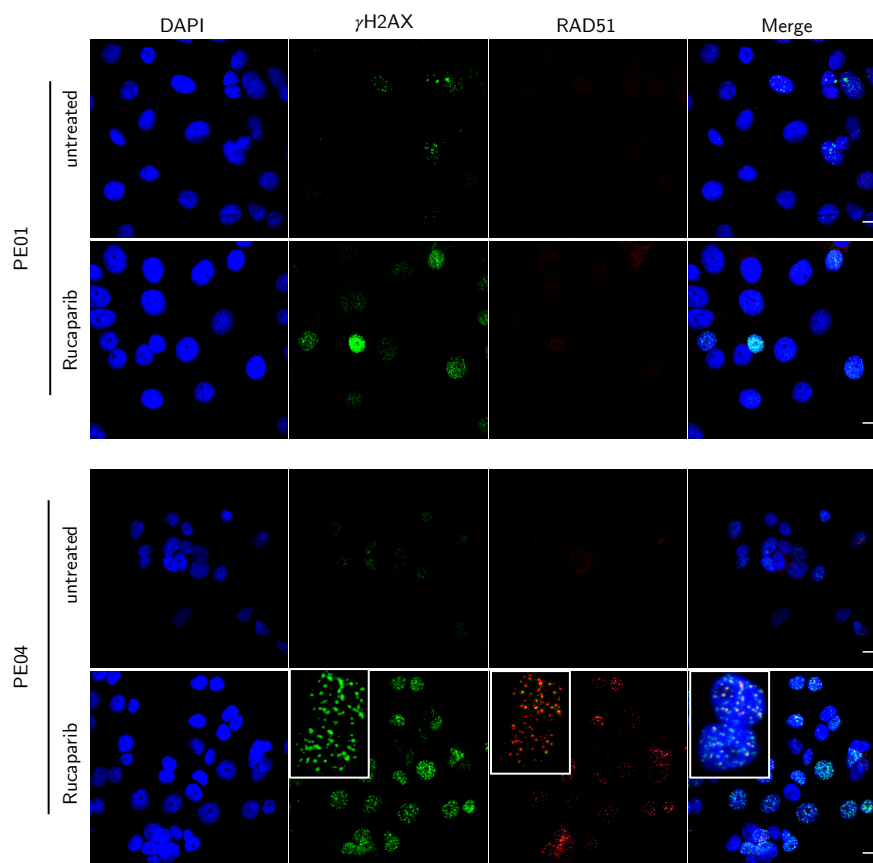 DAPI γH2AX RAD51 Merge
PE01
untreated
Rucaparib
PE04
untreated
Rucaparib